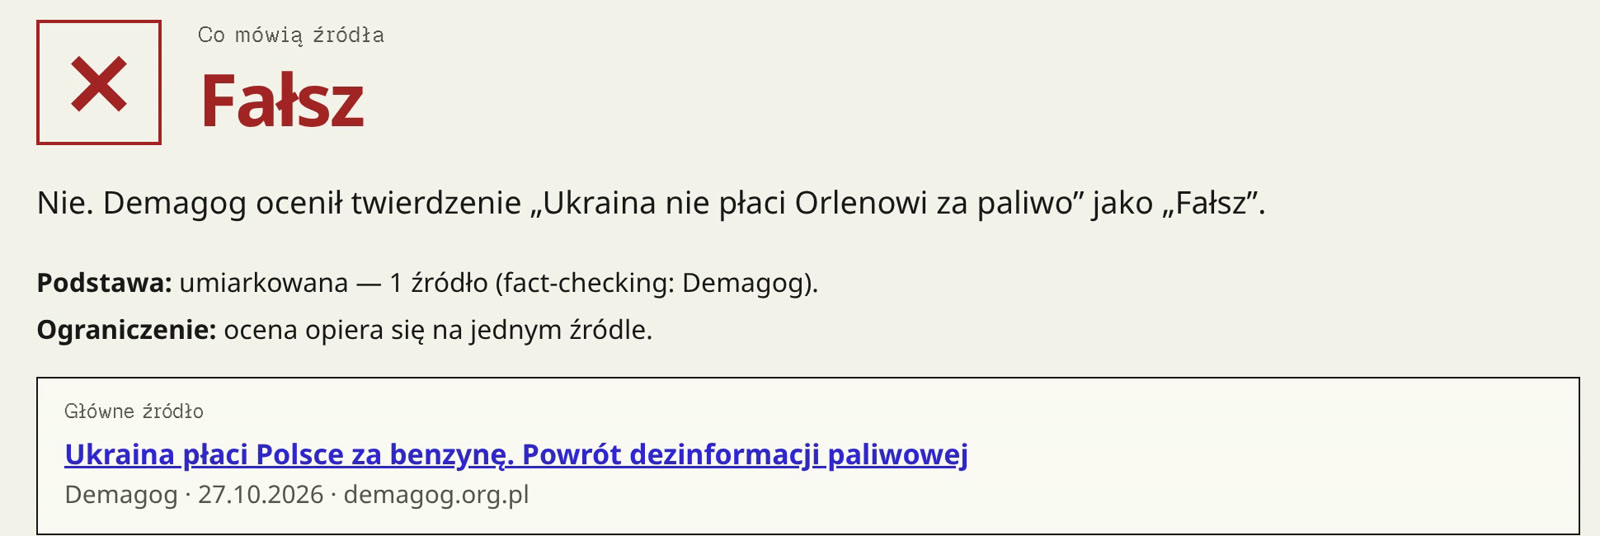 Co mówią źródła
Fałsz
Nie. Demagog ocenił twierdzenie „Ukraina nie płaci Orlenowi za paliwo” jako „Fałsz”.
Podstawa: umiarkowana — 1 źródło (fact-checking: Demagog).
Ograniczenie: ocena opiera się na jednym źródle.
Główne źródło
Ukraina płaci Polsce za benzynę. Powrót dezinformacji paliwowej
Demagog · 27.10.2026 · demagog.org.pl